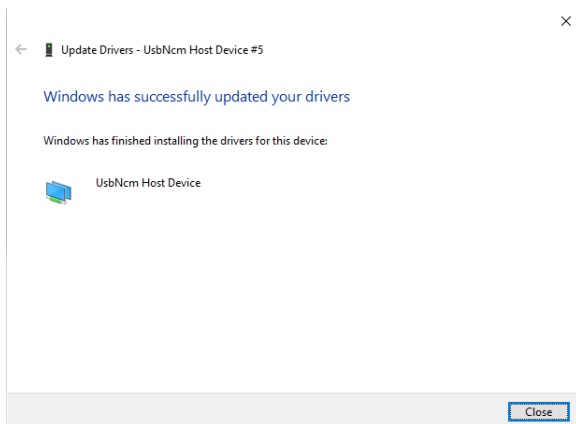 Update Drivers - UsbNcm Host Device #5
Windows has successfully updated your drivers
Windows has finished installing the drivers for this device:
UsbNcm Host Device
Close